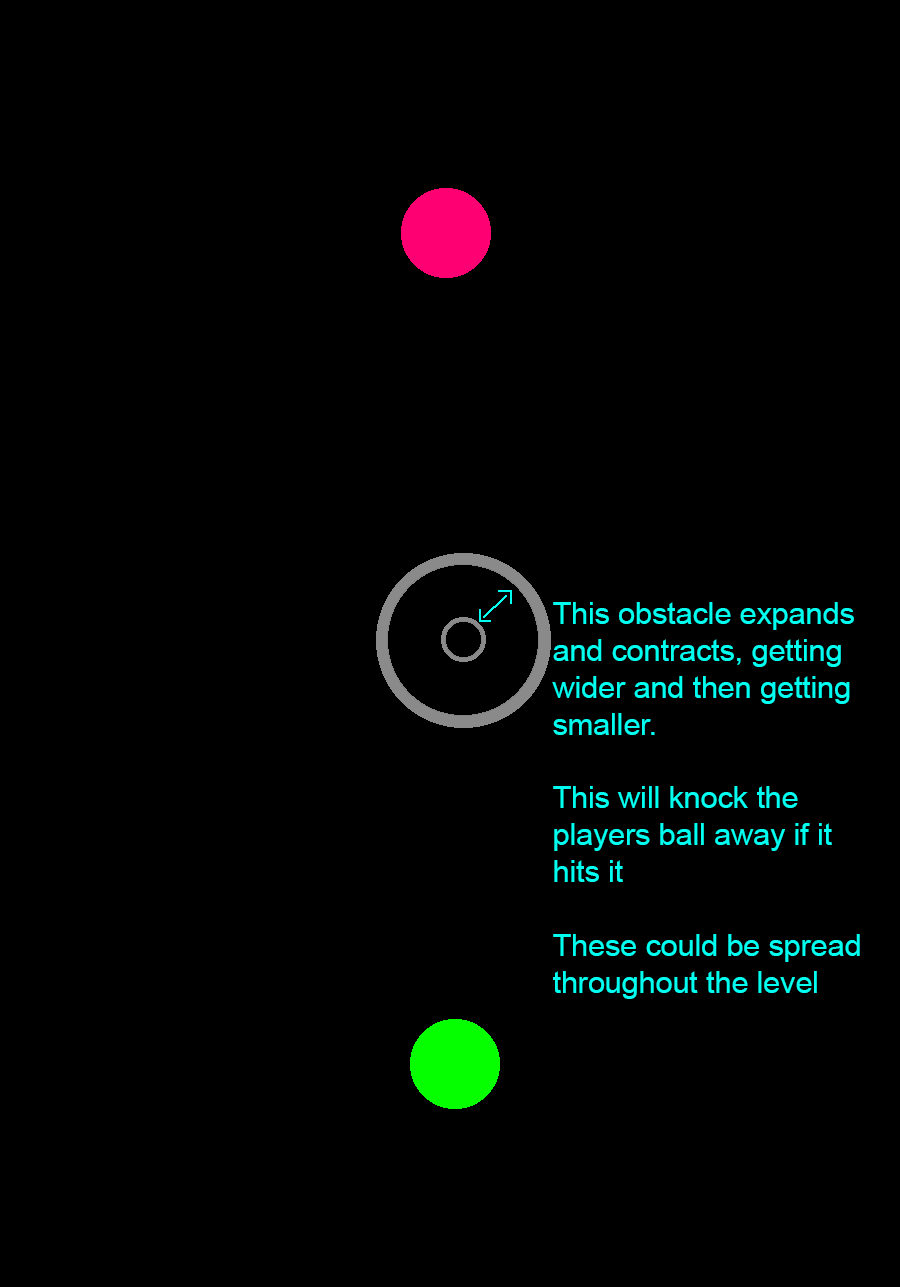 This obstacle expands
and contracts, getting
wider and then getting
smaller.
This will knock the
players ball away if it
hits it
These could be spread
throughout the level